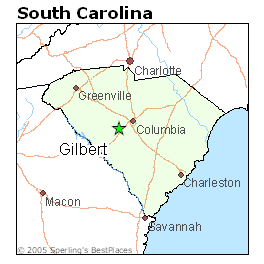 South Carolina
Charlotte
Greenville
Columbia
Gilbert
Charleston
Macon
Savannah
© 2005 Sperling's BestPlaces